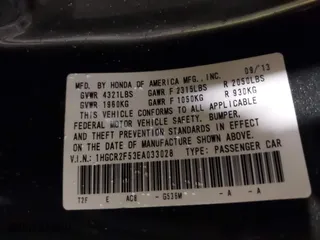 09/13
MFD. BY HONDA OF AMERICA MFG., INC.
GVWR 4321LBS GAWR F 2315LBS R 2050LBS
GVWR 1960KG GAWR F 1050KG R 930KG
THIS VEHICLE CONFORMS TO ALL APPLICABLE
FEDERAL MOTOR VEHICLE SAFETY, BUMPER,
AND THEFT PREVENTION STANDARDS IN EFFECT
ON THE DATE OF MANUFACTURE SHOWN ABOVE.
V.I.N.: 1HGCR2F53EA033028 TYPE: PASSENGER CAR
E AC8 - G536M - A - A